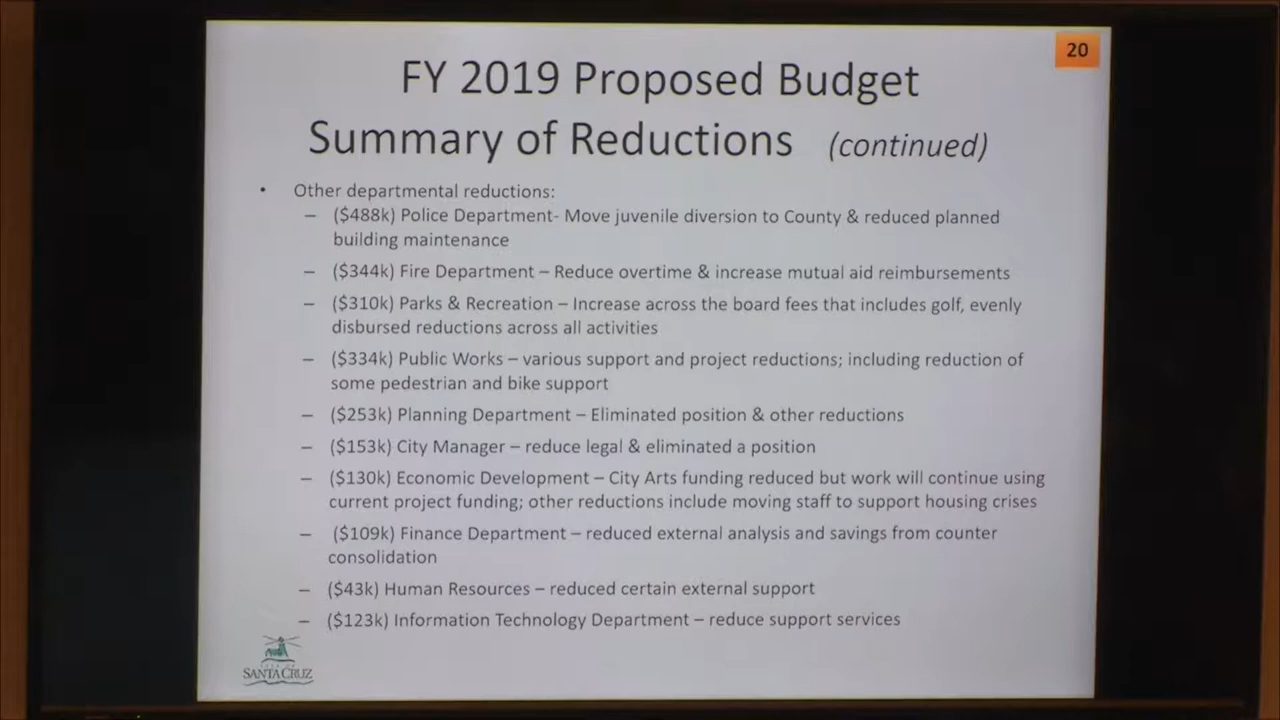 20
FY 2019 Proposed Budget
Summary of Reductions (continued)
• Other departmental reductions:
– ($488k) Police Department- Move juvenile diversion to County & reduced planned
building maintenance
– ($344k) Fire Department – Reduce overtime & increase mutual aid reimbursements
– ($310k) Parks & Recreation – Increase across the board fees that includes golf, evenly
disbursed reductions across all activities
– ($334k) Public Works – various support and project reductions; including reduction of
some pedestrian and bike support
– ($253k) Planning Department – Eliminated position & other reductions
– ($153k) City Manager – reduce legal & eliminated a position
– ($130k) Economic Development – City Arts funding reduced but work will continue using
current project funding; other reductions include moving staff to support housing crises
– ($109k) Finance Department – reduced external analysis and savings from counter
consolidation
– ($43k) Human Resources – reduced certain external support
– ($123k) Information Technology Department – reduce support services
SANTA CRUZ